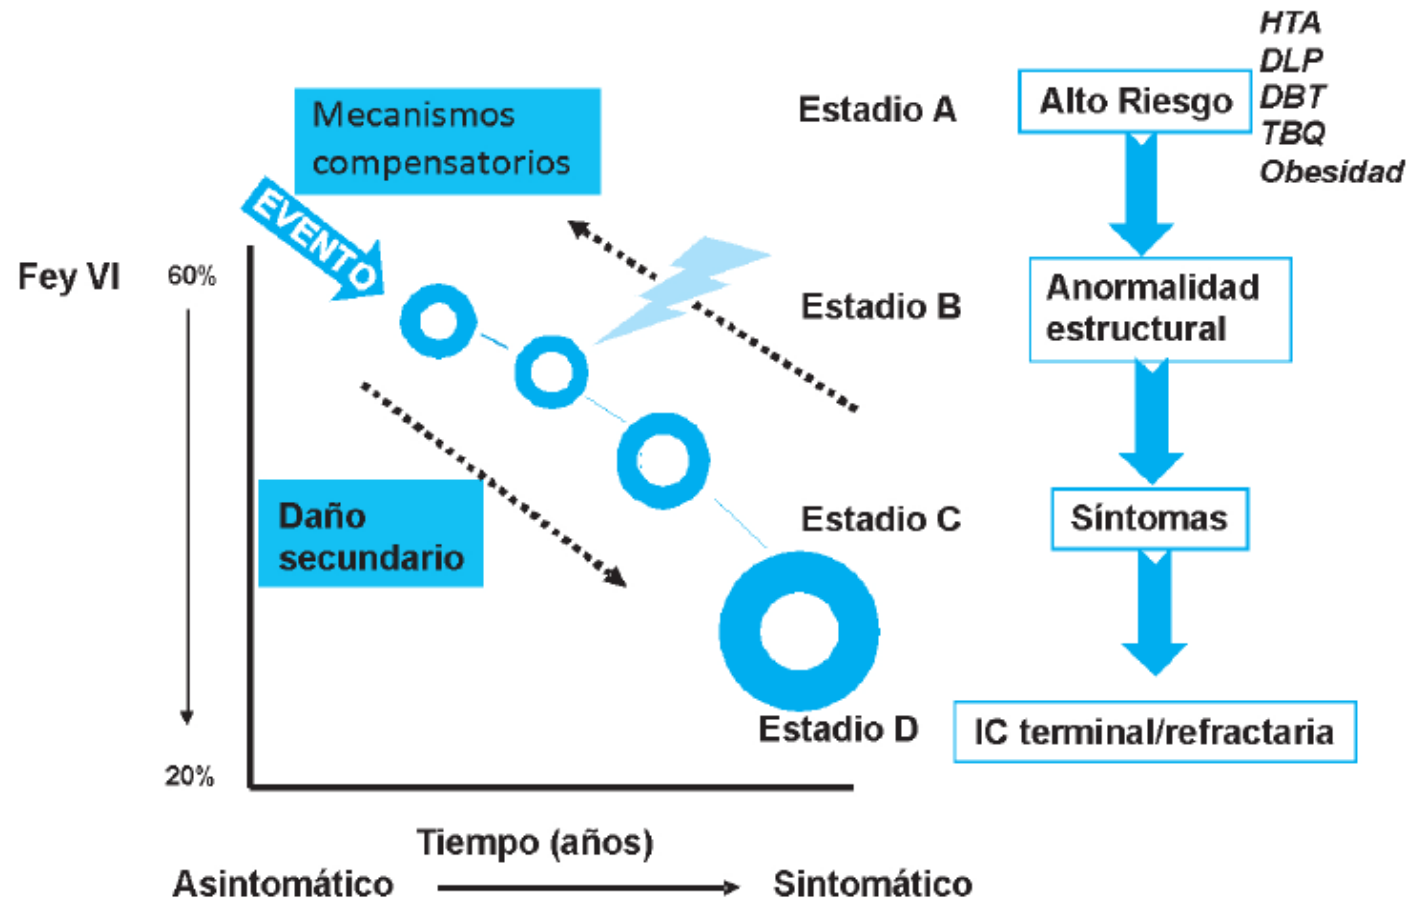 HTA
DLP
DBT
TBQ
Obesidad
Mecanismos
compensatorios
Estadio A
Alto Riesgo
EVENTO
Fey VI
60%
Estadio B
Anormalidad
estructural
Daño
secundario
Estadio C
Síntomas
Estadio D
IC terminal/refractaria
20%
Tiempo (años)
Asintomático
Sintomático